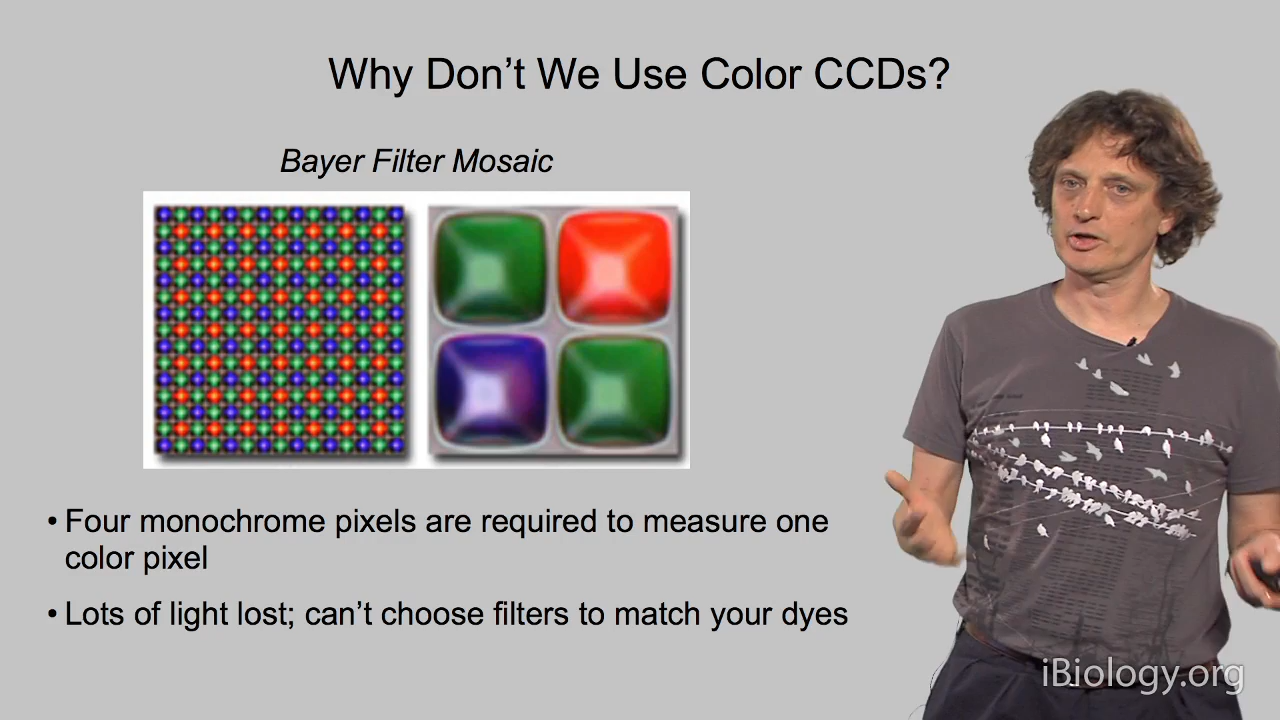 Why Don't We Use Color CCDs?
Bayer Filter Mosaic
• Four monochrome pixels are required to measure one
color pixel
• Lots of light lost; can't choose filters to match your dyes
iBiology.org